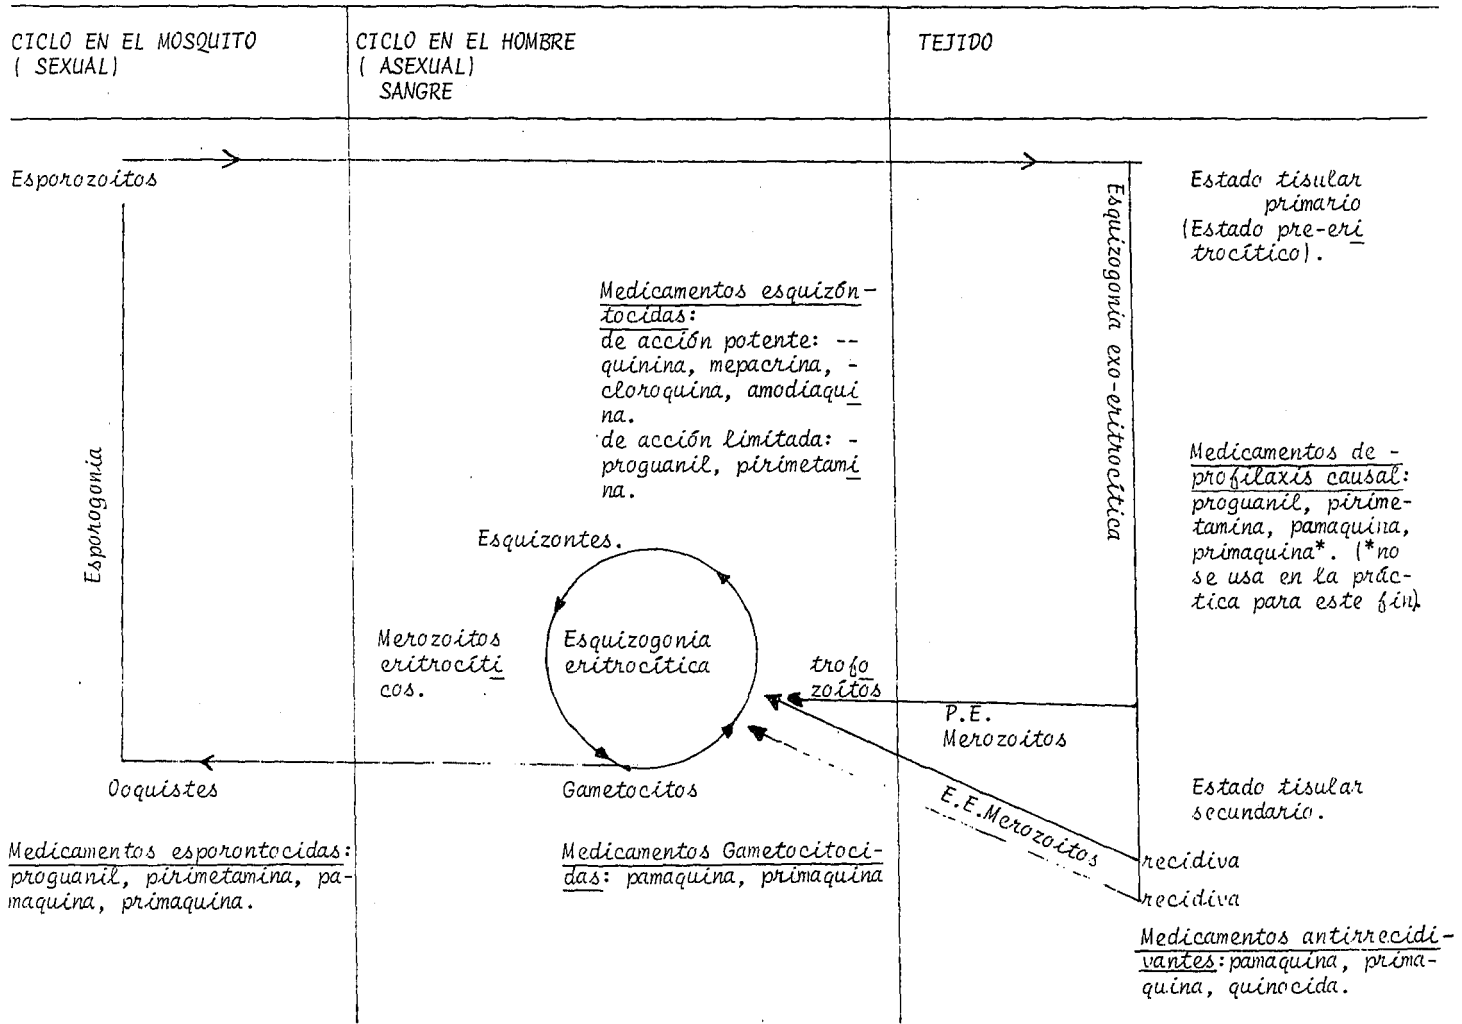 CICLO EN EL MOSQUITO
( SEXUAL)
CICLO EN EL HOMBRE
( ASEXUAL)
SANGRE
TEJIDO
Esporozoitos
Esporogonia
Ooquistes
Medicamentos esporontocidas:
proguanil, pirimetamina, pa-
maquina, primaquina.
Medicamentos esquizón-
tocidas:
de acción potente: --
quinina, mepacrina, -
cloroquina, amodiaqui
na.
de acción limitada: -
proguanil, pirimetami
na.
Esquizontes.
Merozoitos
eritrocíti
cos.
Esquizogonia
eritrocítica
trofo
zoítos
Gametocitos
Medicamentos Gametocitoci-
das: pamaquina, primaquina
P.E.
Merozoitos
E.E.Merozoitos
Esquizogonia exo-eritrocítica
Estado tisular
primario
(Estado pre-eri
trocítico).
Medicamentos de -
profilaxis causal:
proguanil, pirime-
tamina, pamaquina,
primaquina*. (*no
se usa en la prác-
tica para este fin).
Estado tisular
secundario.
recidiva
recidiva
Medicamentos antirrecidi-
vantes:pamaquina, prima-
quina, quinocida.